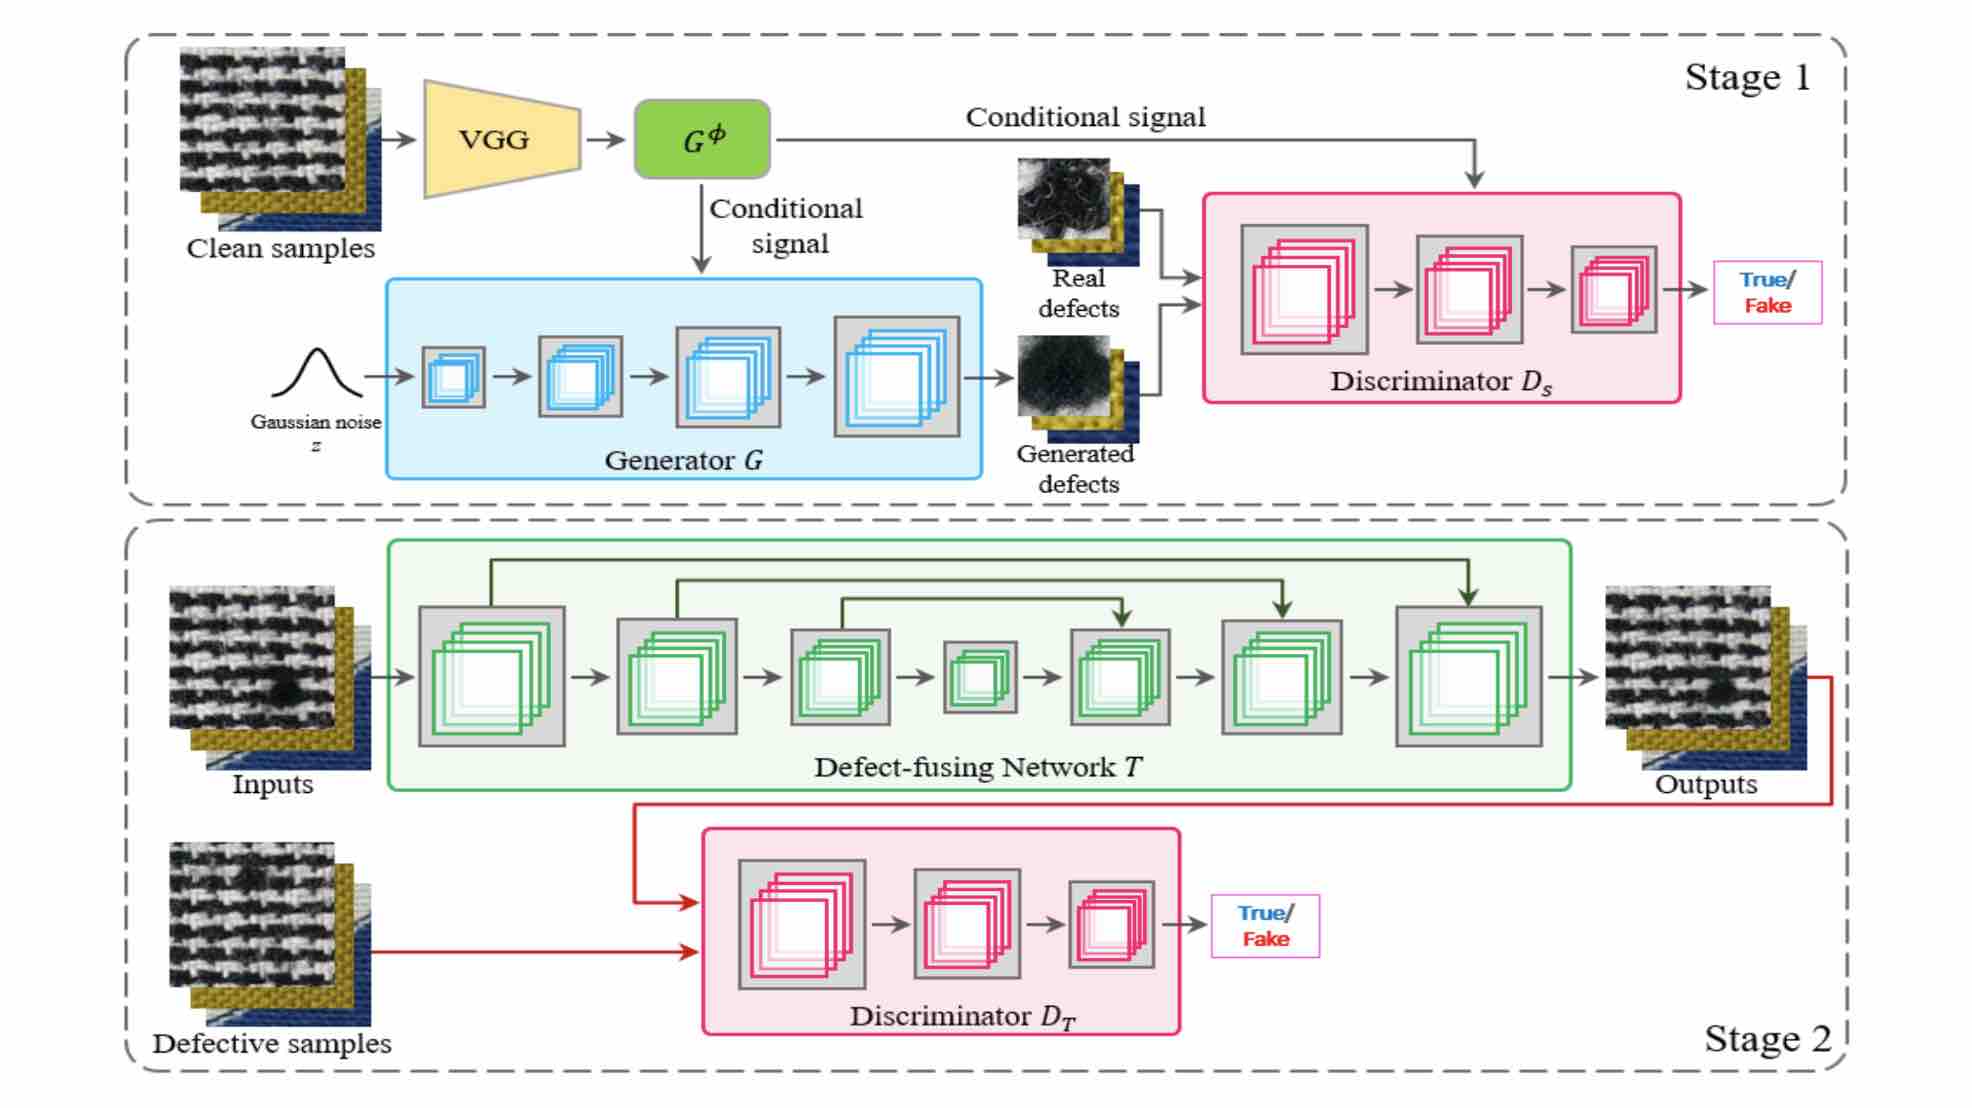 Stage 1
VGG
G^ϕ
Conditional signal
Clean samples
Conditional
signal
Real
defects
True/
Fake
Discriminator D_s
Gaussian noise
z
Generator G
Generated
defects
Defect-fusing Network T
Inputs
Outputs
True/
Fake
Discriminator D_T
Defective samples
Stage 2